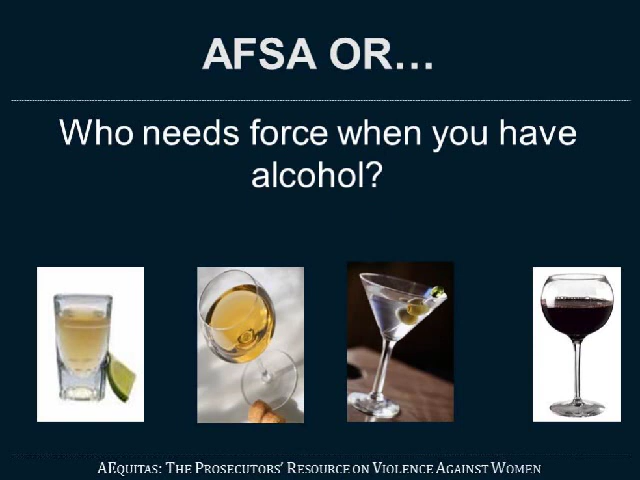 AFSA OR…
Who needs force when you have
alcohol?
AEQUITAS: THE PROSECUTORS' RESOURCE ON VIOLENCE AGAINST WOMEN